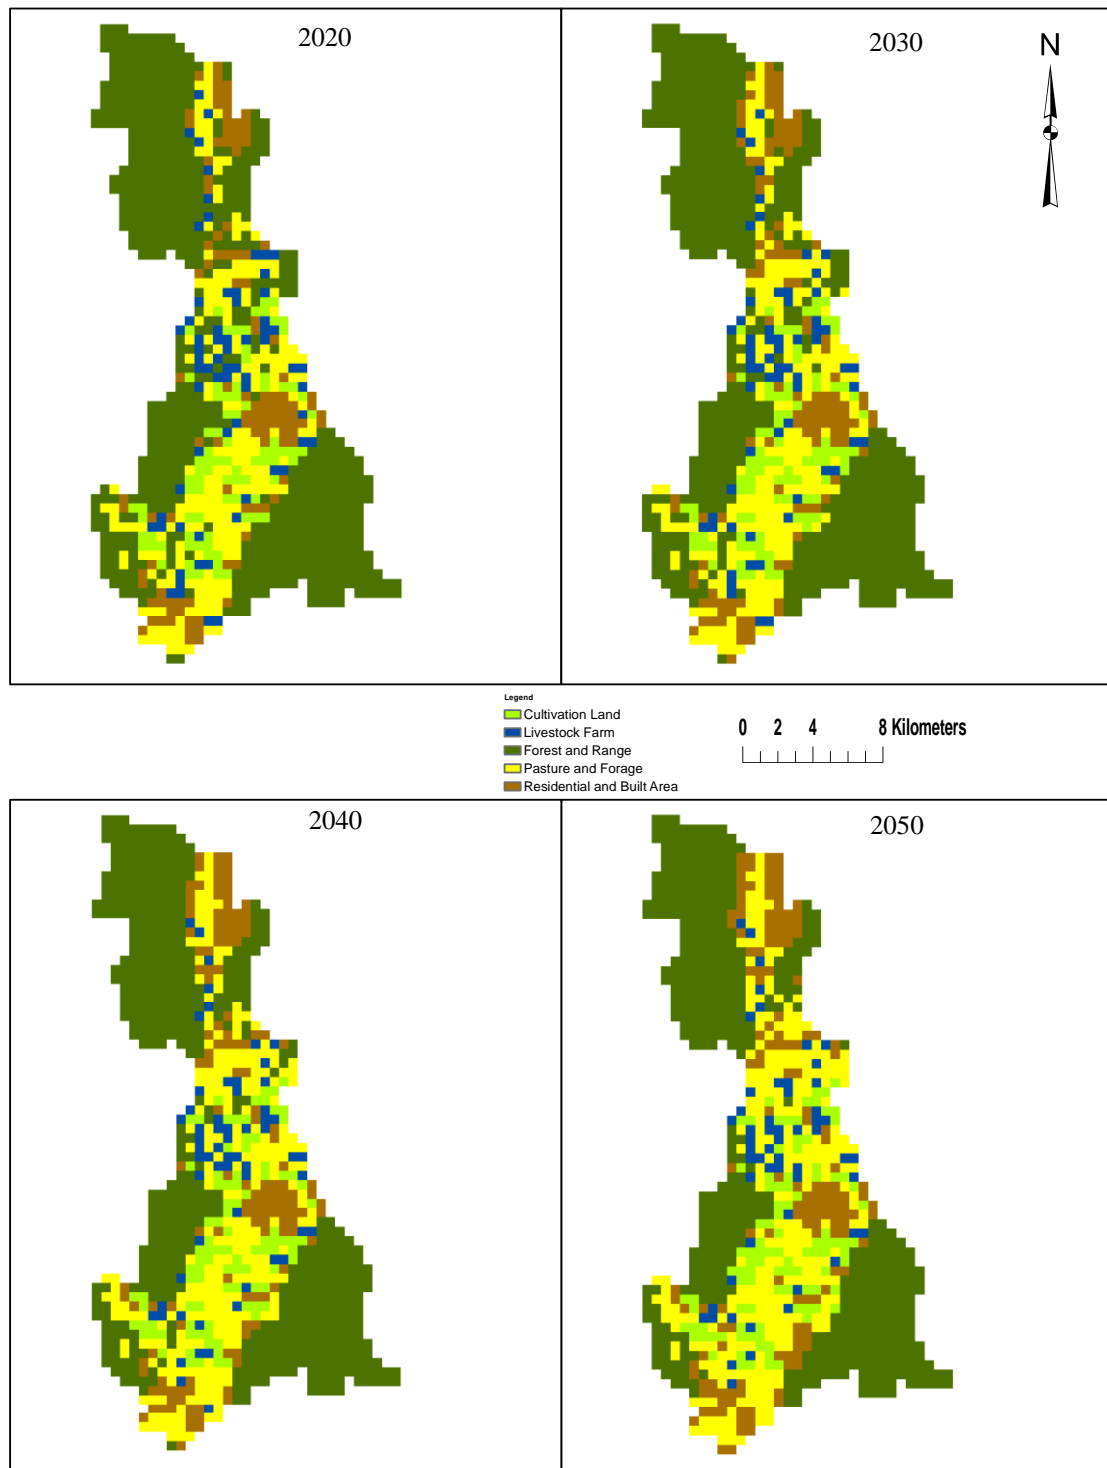 2020
2030
N
Legend
Cultivation Land
Livestock Farm
Forest and Range
Pasture and Forage
Residential and Built Area
0 2 4 8 Kilometers
2040
2050